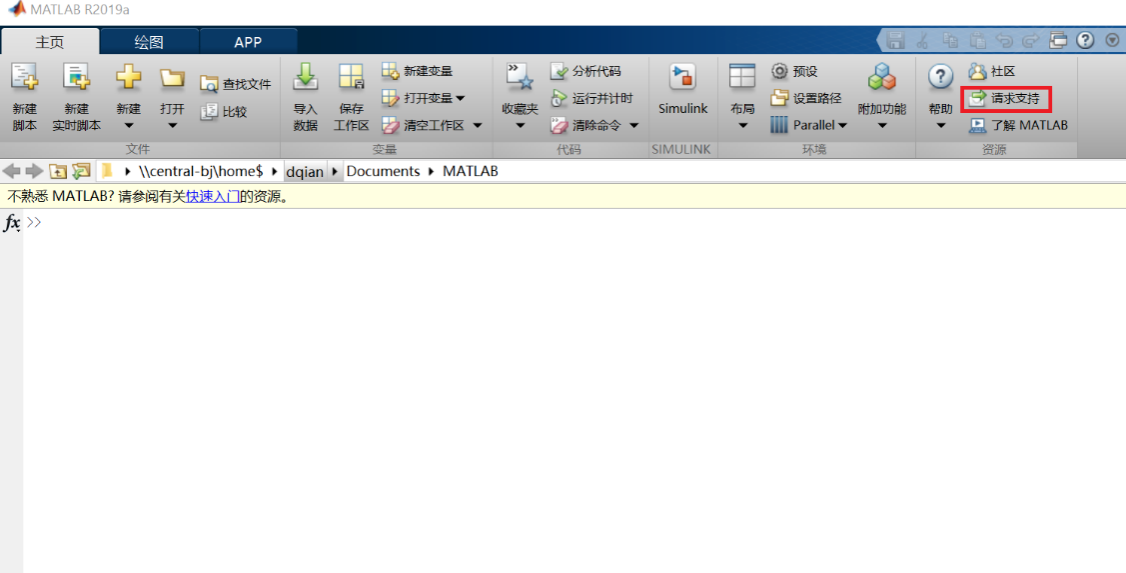 MATLAB R2019a
主页 绘图 APP
新建 脚本
新建 实时脚本
新建
打开
查找文件
比较
导入 数据
保存 工作区
新建变量
打开变量
清空工作区
收藏夹
分析代码
运行并计时
清除命令
Simulink
布局
预设
设置路径
Parallel
附加功能
帮助
社区
请求支持
了解 MATLAB
文件 变量 代码 SIMULINK 环境 资源
\\central-bj\home$ dqian Documents MATLAB
不熟悉 MATLAB? 请参阅有关快速入门的资源。
fx >>